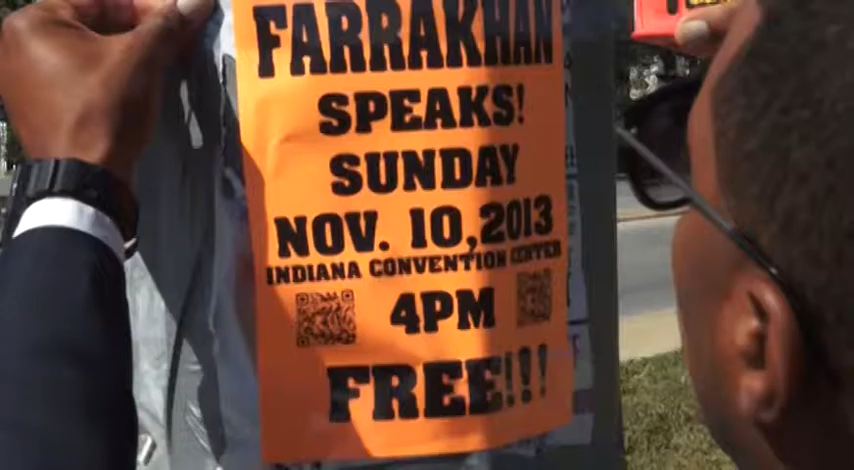 FARRAKHAN
SPEAKS!
SUNDAY
NOV. 10, 2013
INDIANA CONVENTION CENTER
4PM
FREE!!!